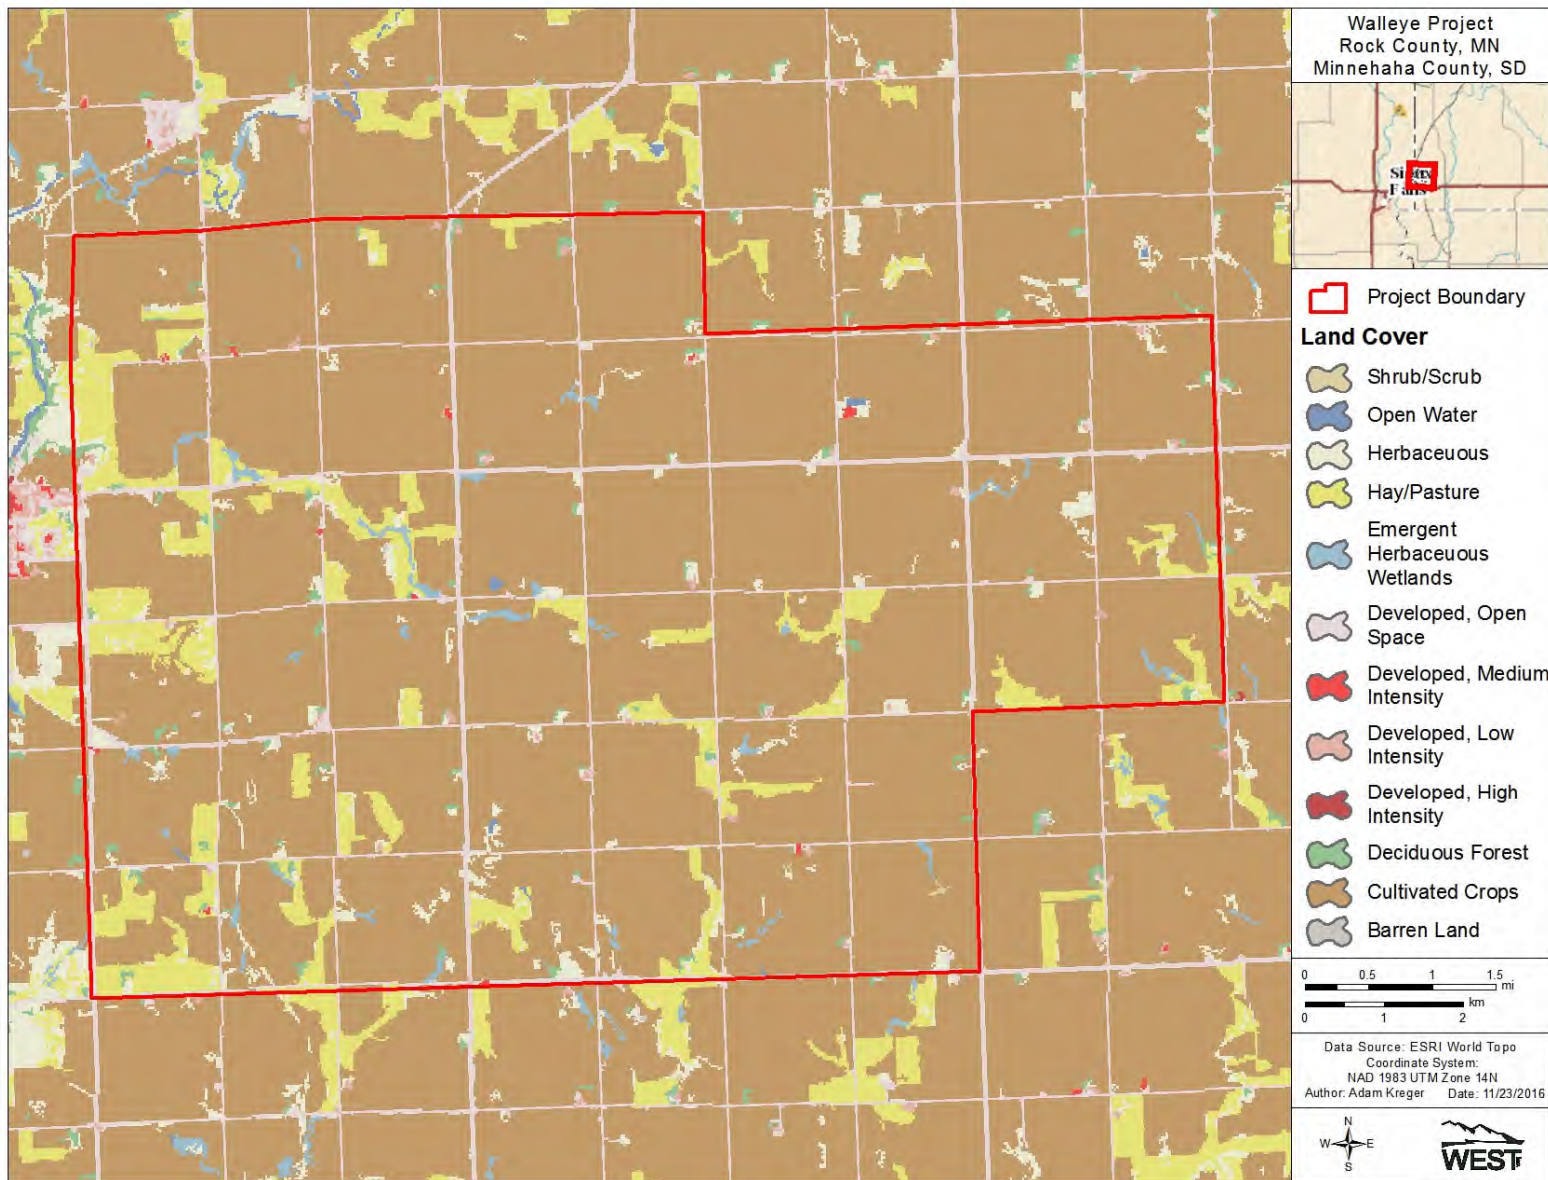 Walleye Project
Rock County, MN
Minnehaha County, SD
Sioux
Falls
Project Boundary
Land Cover
Shrub/Scrub
Open Water
Herbaceuous
Hay/Pasture
Emergent
Herbaceuous
Wetlands
Developed, Open
Space
Developed, Medium
Intensity
Developed, Low
Intensity
Developed, High
Intensity
Deciduous Forest
Cultivated Crops
Barren Land
0 0.5 1 1.5
mi
km
0 1 2
Data Source: ESRI World Topo
Coordinate System:
NAD 1983 UTM Zone 14N
Author: Adam Kreger Date: 11/23/2016
N
W E
S
WEST